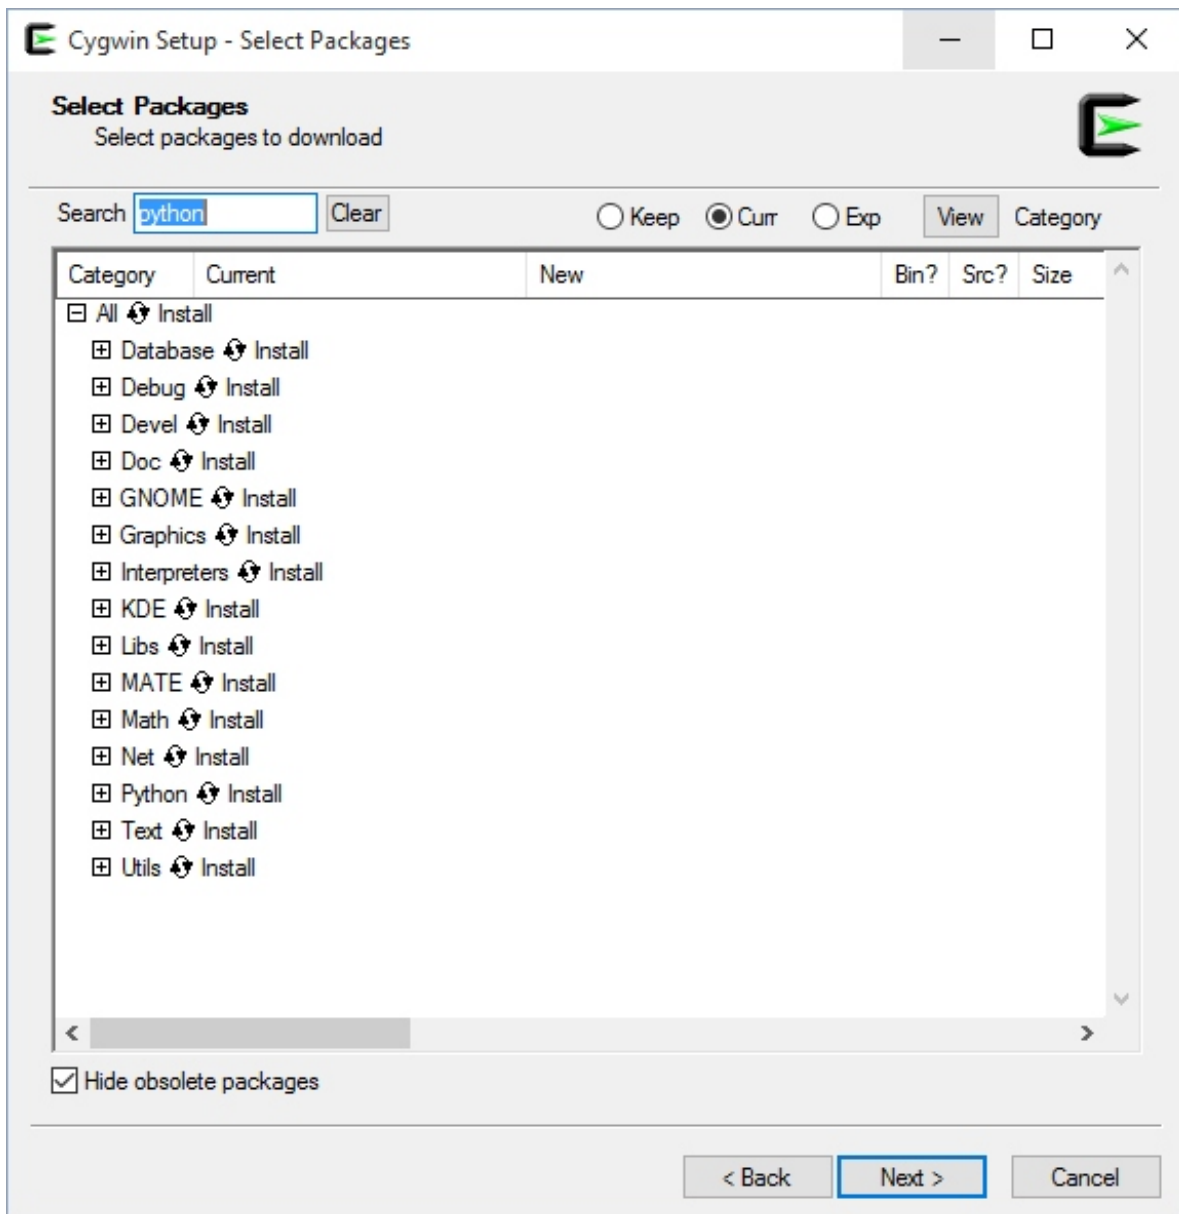 Cygwin Setup - Select Packages
Select Packages
Select packages to download
Search python Clear Keep Curr Exp View Category
Category Current New Bin? Src? Size
All Install
Database Install
Debug Install
Devel Install
Doc Install
GNOME Install
Graphics Install
Interpreters Install
KDE Install
Libs Install
MATE Install
Math Install
Net Install
Python Install
Text Install
Utils Install
Hide obsolete packages
< Back Next > Cancel